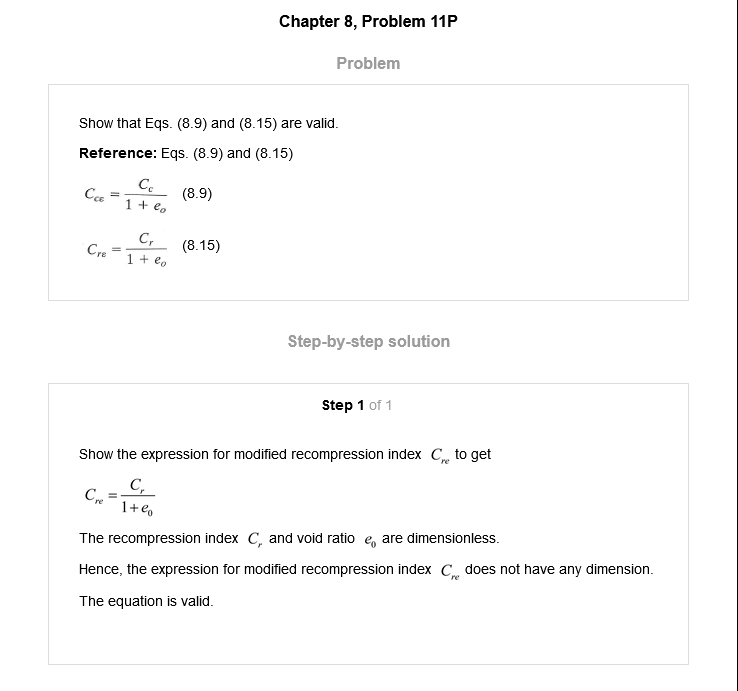 Chapter 8, Problem 11P
Problem
Show that Eqs. (8.9) and (8.15) are valid.
Reference: Eqs. (8.9) and (8.15)
C_{cε} = \frac{C_c}{1 + e_o} (8.9)
C_{rε} = \frac{C_r}{1 + e_o} (8.15)
Step-by-step solution
Step 1 of 1
Show the expression for modified recompression index C_{re} to get
C_{re} = \frac{C_r}{1+e_0}
The recompression index C_r and void ratio e_0 are dimensionless.
Hence, the expression for modified recompression index C_{re} does not have any dimension.
The equation is valid.